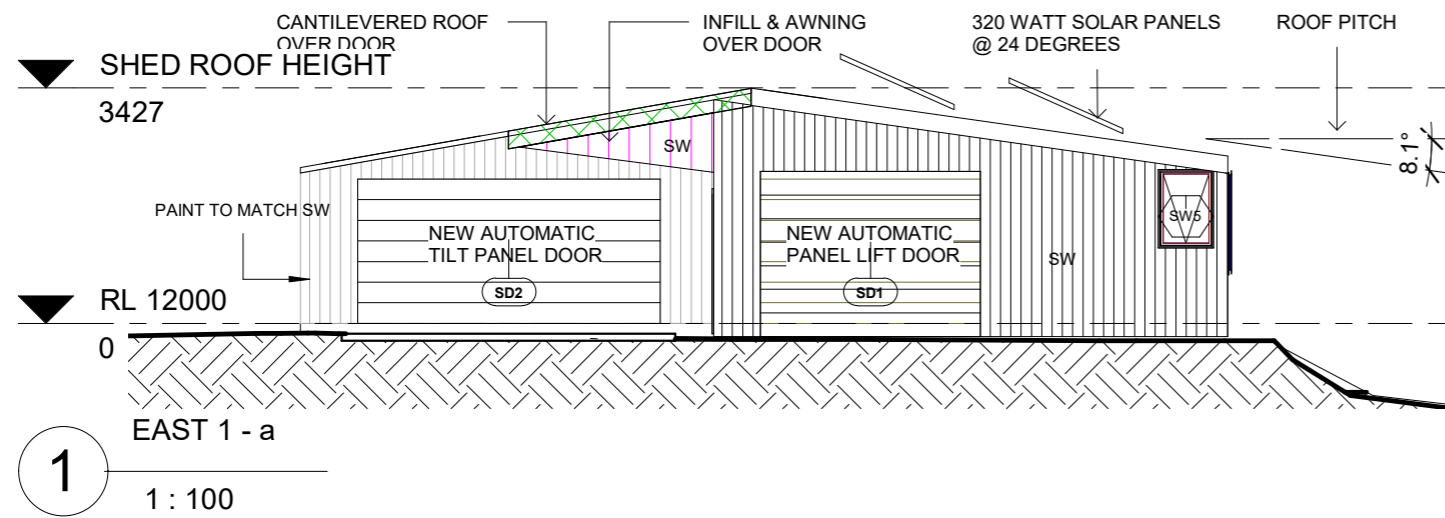 CANTILEVERED ROOF
OVER DOOR
INFILL & AWNING
OVER DOOR
320 WATT SOLAR PANELS
@ 24 DEGREES
ROOF PITCH
SHED ROOF HEIGHT
3427
8.1°
SW
PAINT TO MATCH SW
SW5
NEW AUTOMATIC
TILT PANEL DOOR
SD2
NEW AUTOMATIC
PANEL LIFT DOOR
SD1
SW
RL 12000
0
EAST 1 - a
1
1 : 100